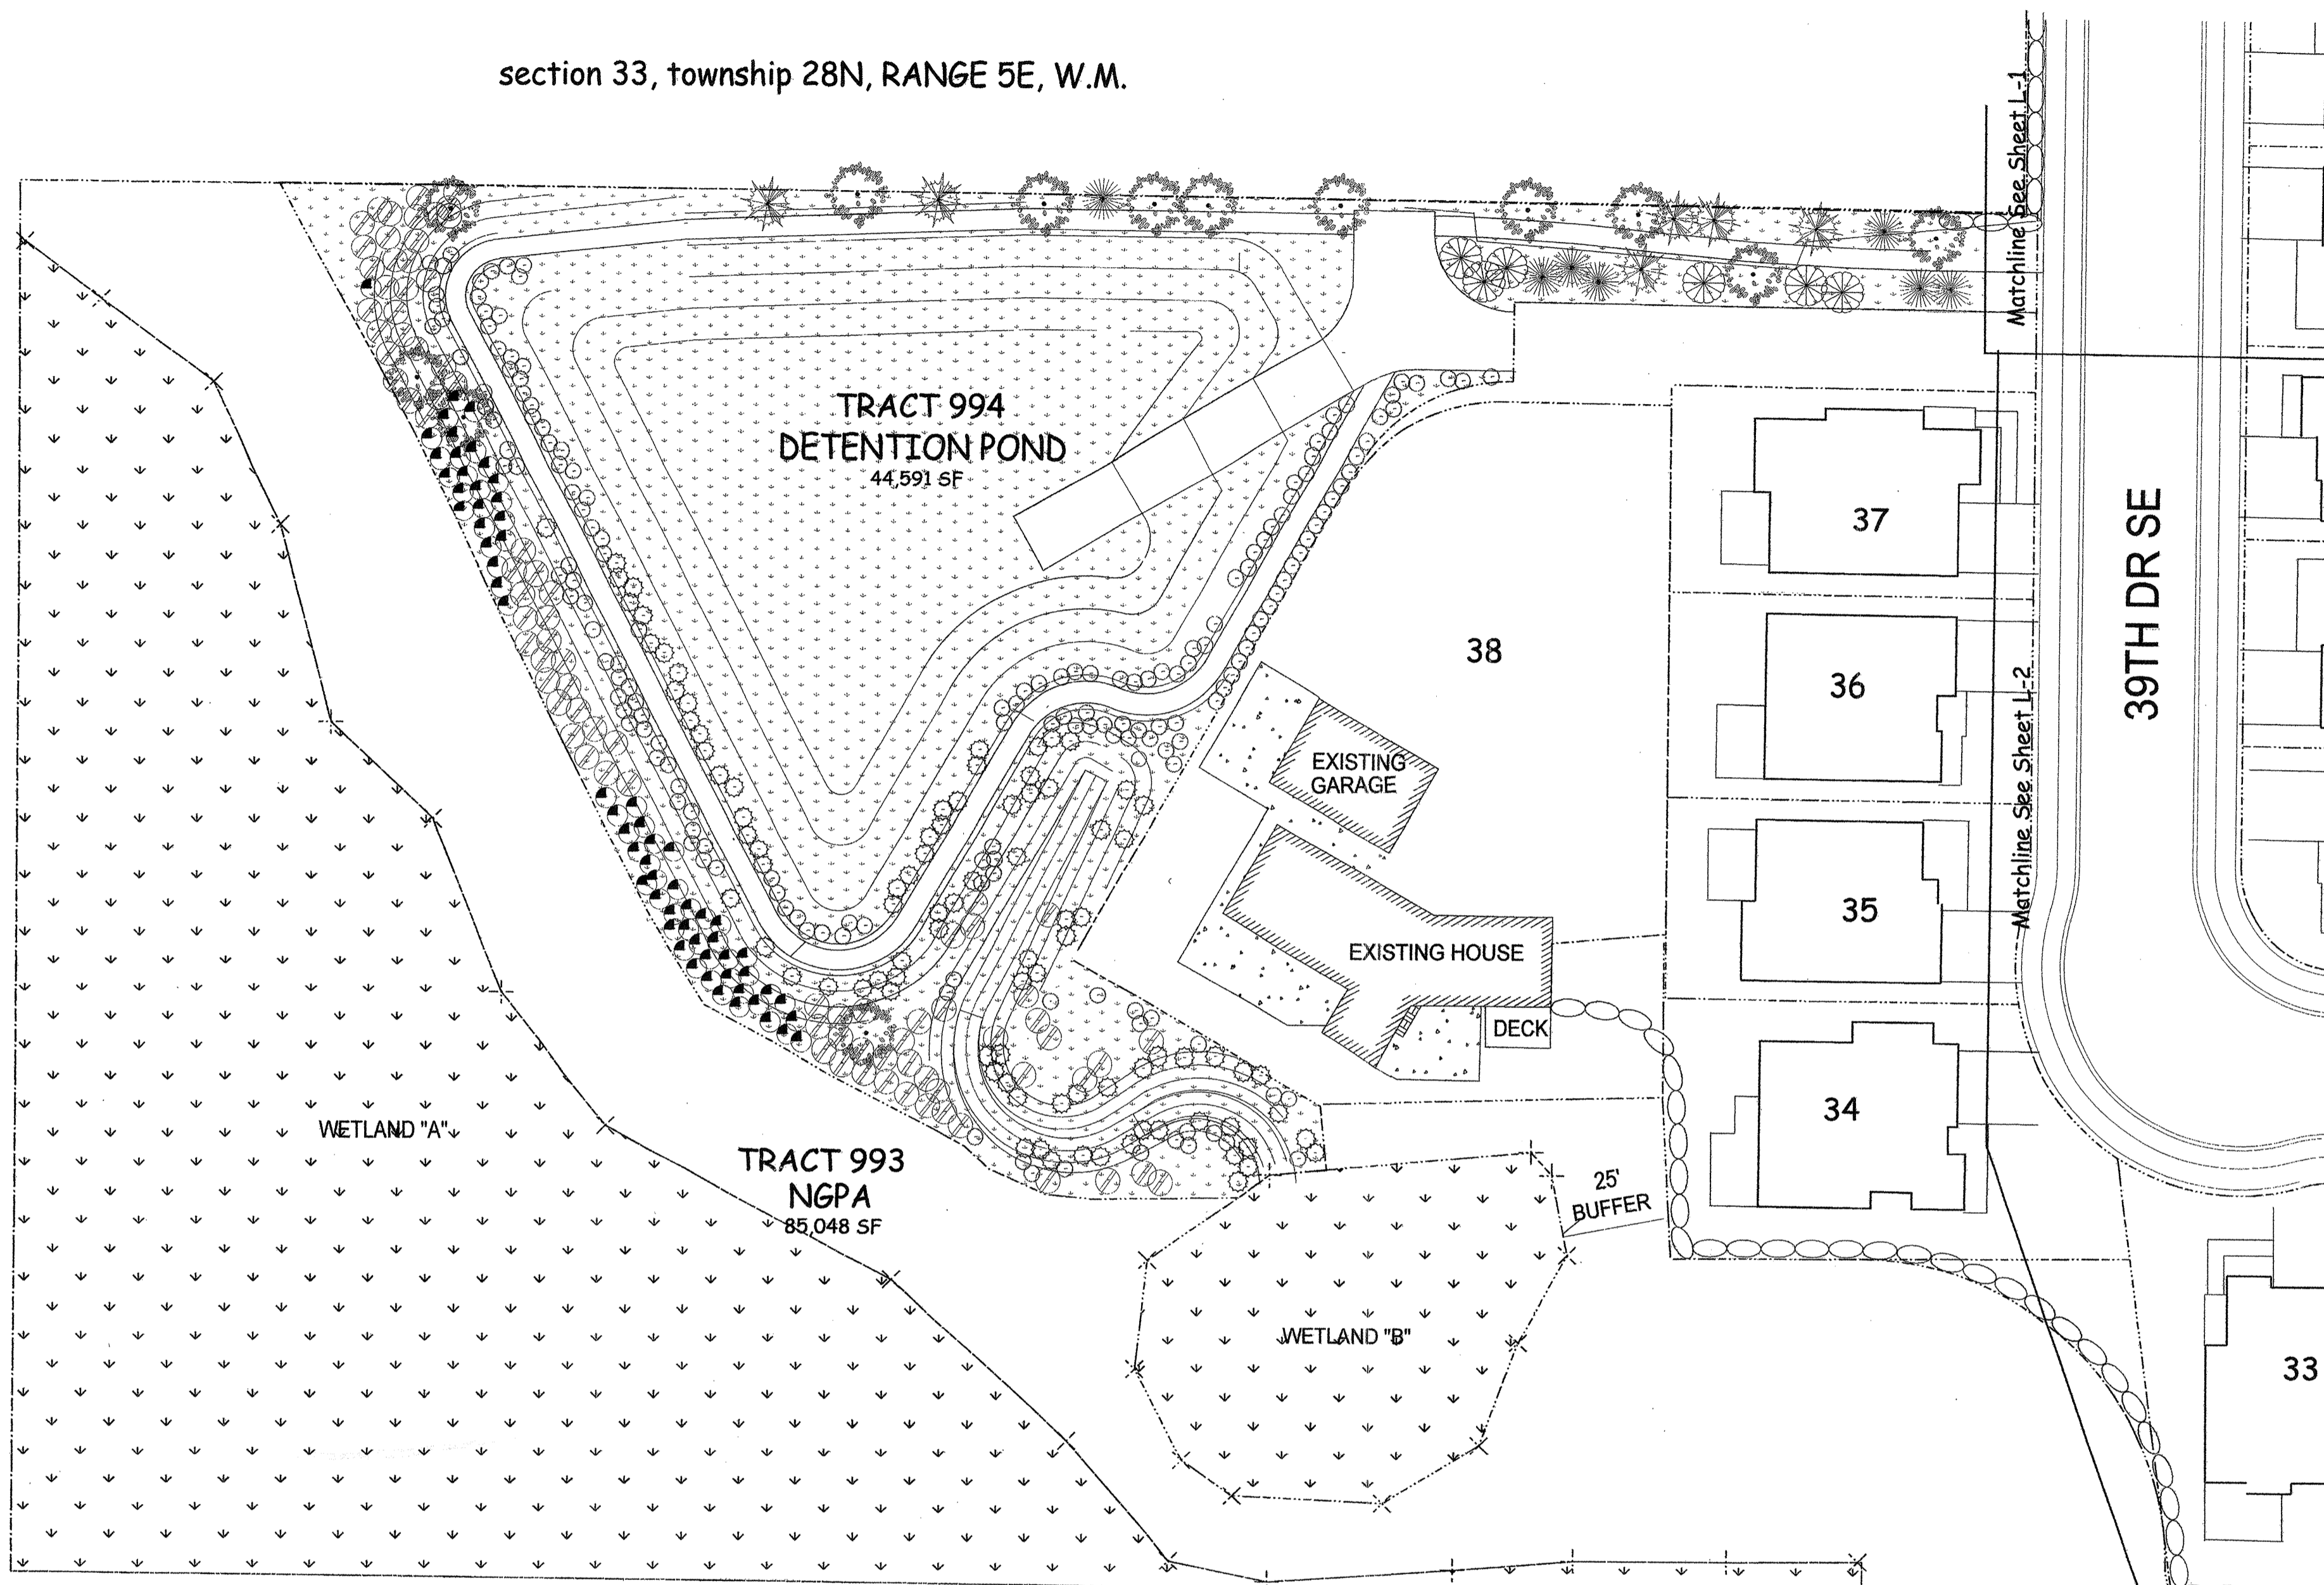 section 33, township 28N, RANGE 5E, W.M.
Matchline See Sheet L-1
TRACT 994
DETENTION POND
44,591 SF
37
39TH DR SE
38
36
Matchline See Sheet L-2
EXISTING
GARAGE
35
EXISTING HOUSE
DECK
34
WETLAND "A"
TRACT 993
NGPA
85,048 SF
25'
BUFFER
WETLAND "B"
33